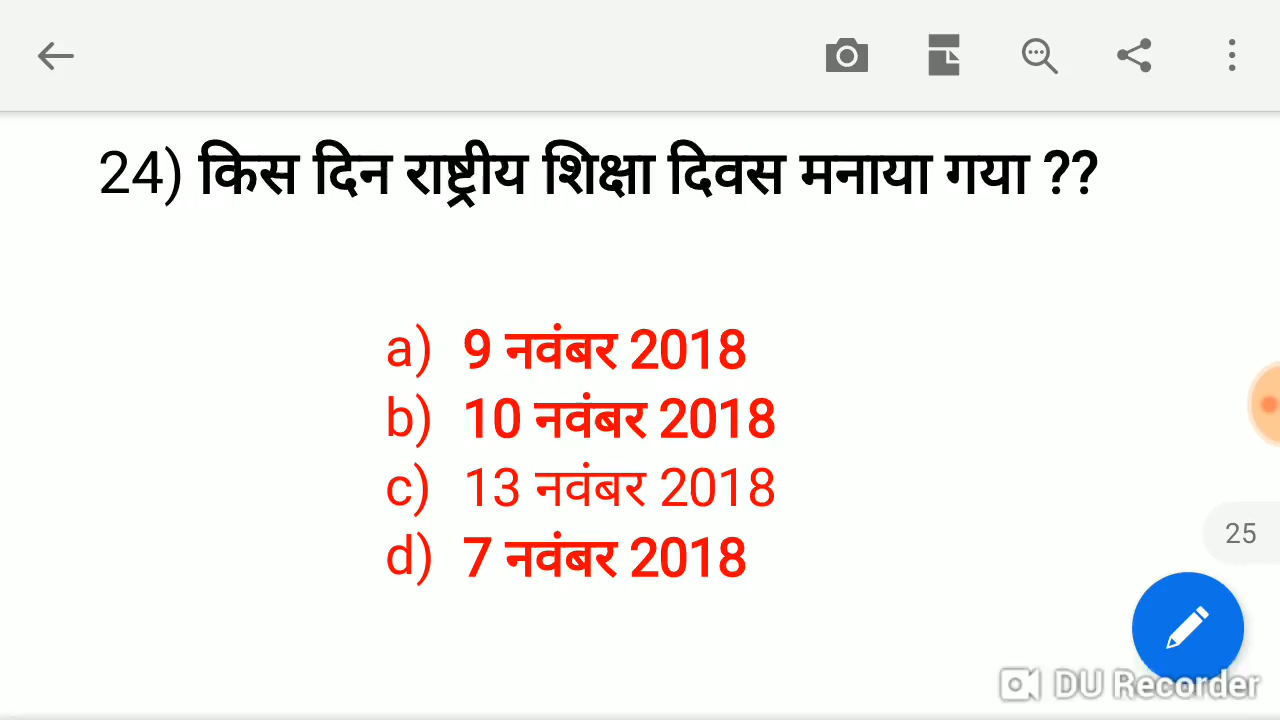 24) किस दिन राष्ट्रीय शिक्षा दिवस मनाया गया ??
a) 9 नवंबर 2018
b) 10 नवंबर 2018
c) 13 नवंबर 2018
d) 7 नवंबर 2018
25
DU Recorder